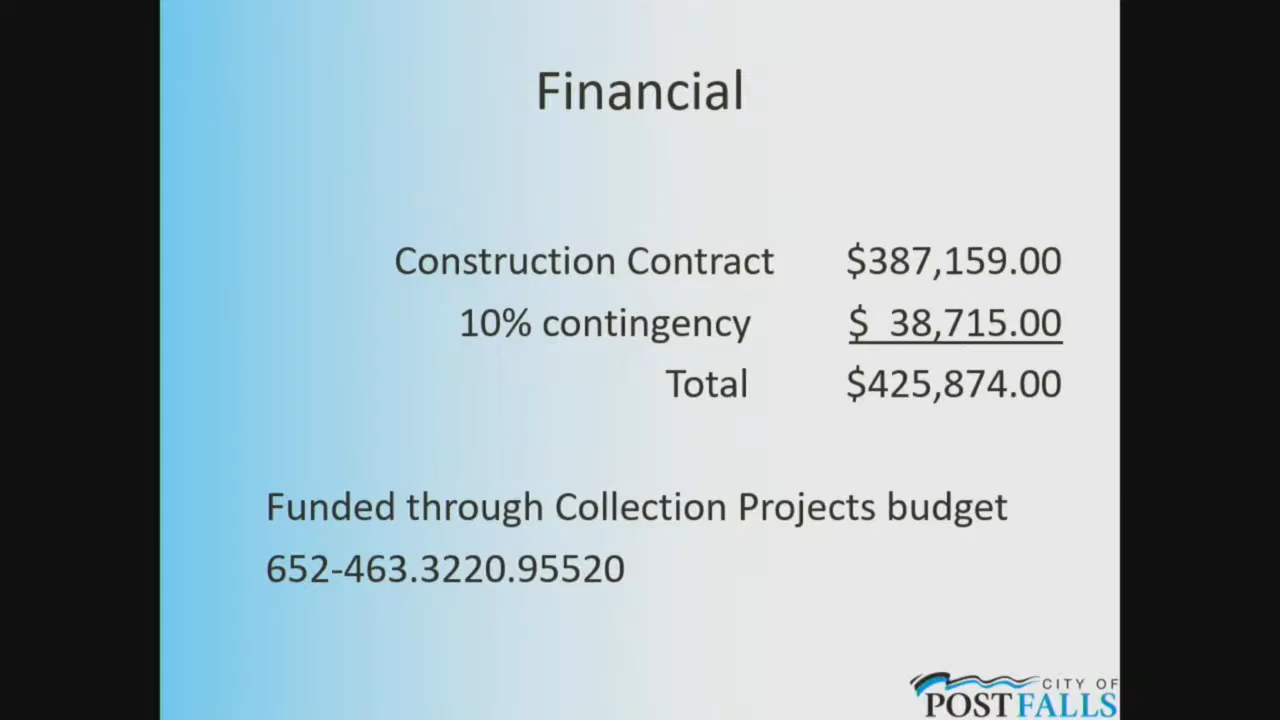 Financial
Construction Contract $387,159.00
10% contingency $ 38,715.00
Total $425,874.00
Funded through Collection Projects budget
652-463.3220.95520
CITY OF
POST FALLS